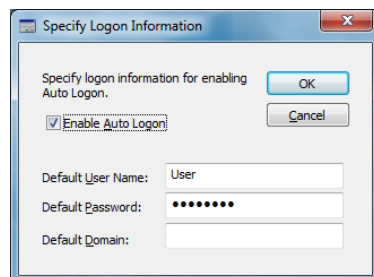 Specify Logon Information
Specify logon information for enabling
Auto Logon.
OK
Enable Auto Logon
Cancel
Default User Name: User
Default Password: ••••••••
Default Domain: